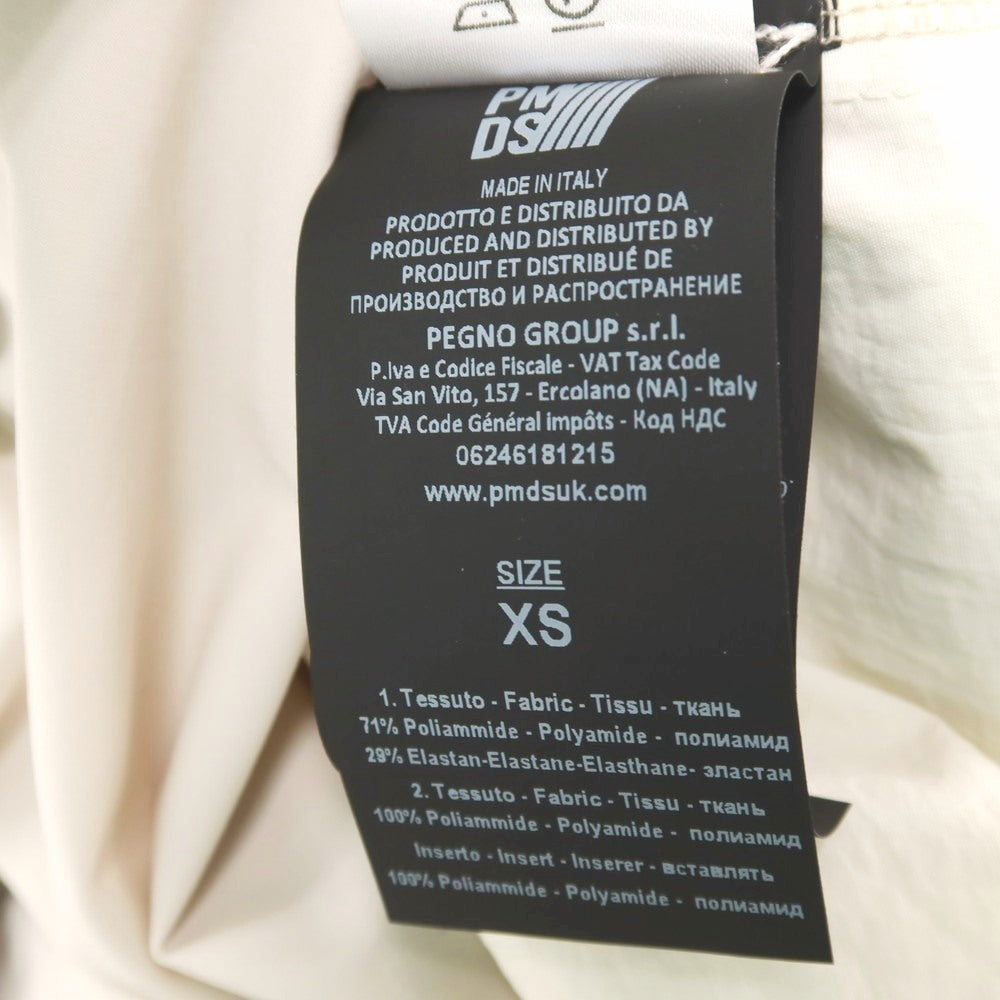 PM
DS
MADE IN ITALY
PRODOTTO E DISTRIBUITO DA
PRODUCED AND DISTRIBUTED BY
PRODUIT ET DISTRIBUÉ DE
ПРОИЗВОДСТВО И РАСПРОСТРАНЕНИЕ
PEGNO GROUP s.r.l.
P.Iva e Codice Fiscale - VAT Tax Code
Via San Vito, 157 - Ercolano (NA) - Italy
TVA Code Général impôts - Код НДС
06246181215
www.pmdsuk.com
SIZE
XS
1. Tessuto - Fabric - Tissu - ткань
71% Poliammide - Polyamide - полиамид
29% Elastan-Elastane-Elasthane- эластан
2. Tessuto - Fabric - Tissu - ткань
100% Poliammide - Polyamide - полиамид
Inserto - Insert - Inserer - вставлять
100% Poliammide - Polyamide - полиамид